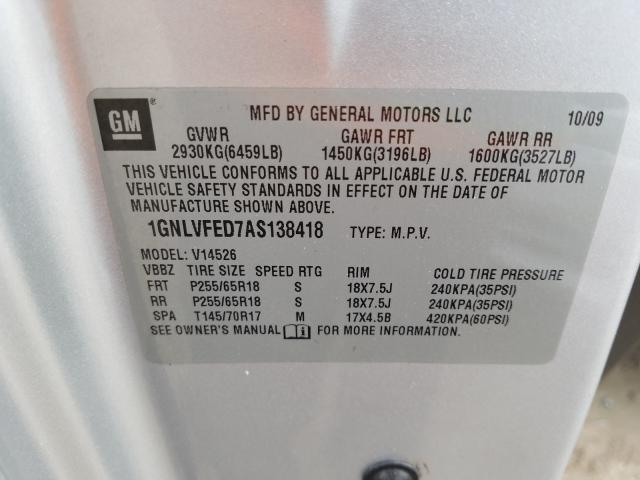 GM ® MFD BY GENERAL MOTORS LLC 10/09
GVWR GAWR FRT GAWR RR
2930KG(6459LB) 1450KG(3196LB) 1600KG(3527LB)
THIS VEHICLE CONFORMS TO ALL APPLICABLE U.S. FEDERAL MOTOR
VEHICLE SAFETY STANDARDS IN EFFECT ON THE DATE OF
MANUFACTURE SHOWN ABOVE.
1GNLVFED7AS138418 TYPE: M.P.V.
MODEL: V14526
VBBZ TIRE SIZE SPEED RTG RIM COLD TIRE PRESSURE
FRT P255/65R18 S 18X7.5J 240KPA(35PSI)
RR P255/65R18 S 18X7.5J 240KPA(35PSI)
SPA T145/70R17 M 17X4.5B 420KPA(60PSI)
SEE OWNER'S MANUAL i FOR MORE INFORMATION.